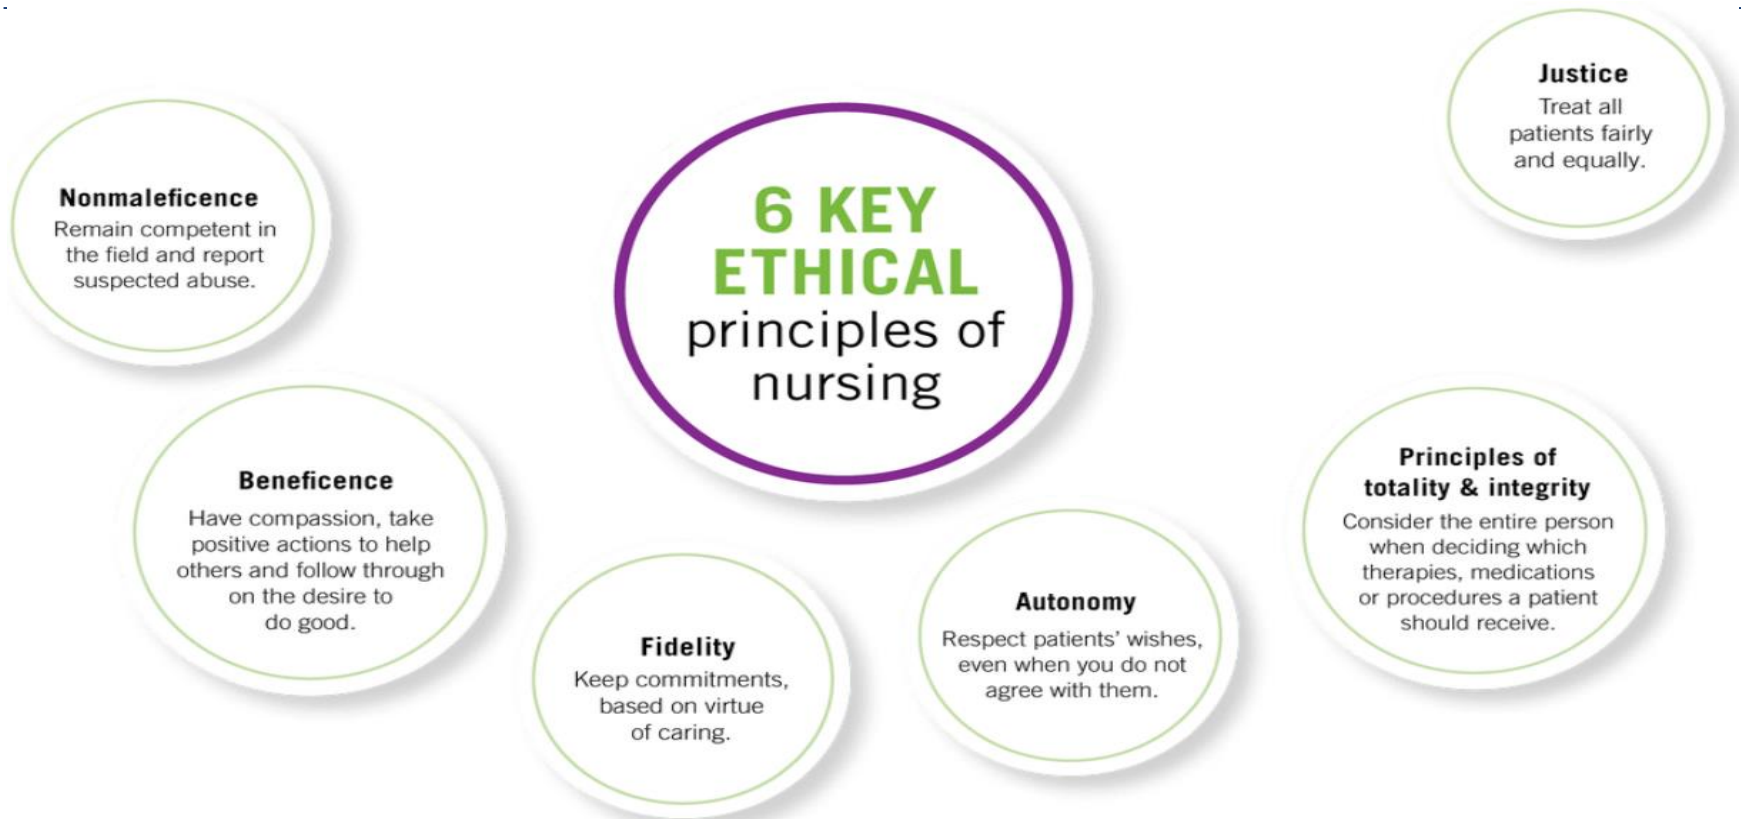 6 KEY
ETHICAL
principles of
nursing
Nonmaleficence
Remain competent in
the field and report
suspected abuse.
Beneficence
Have compassion, take
positive actions to help
others and follow through
on the desire to
do good.
Fidelity
Keep commitments,
based on virtue
of caring.
Autonomy
Respect patients’ wishes,
even when you do not
agree with them.
Principles of
totality & integrity
Consider the entire person
when deciding which
therapies, medications
or procedures a patient
should receive.
Justice
Treat all
patients fairly
and equally.